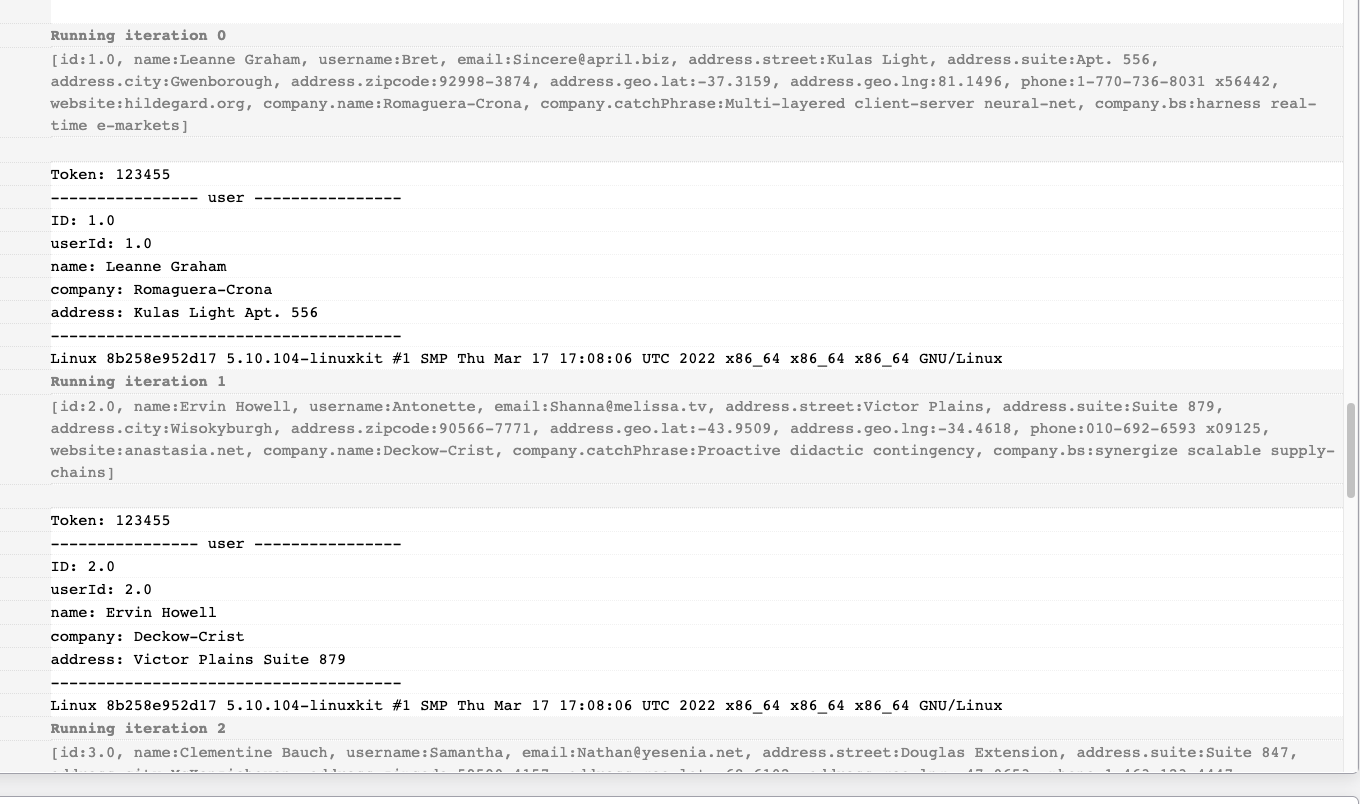 Running iteration 0
[id:1.0, name:Leanne Graham, username:Bret, email:Sincere@april.biz, address.street:Kulas Light, address.suite:Apt. 556,
address.city:Gwenborough, address.zipcode:92998-3874, address.geo.lat:-37.3159, address.geo.lng:81.1496, phone:1-770-736-8031 x56442,
website:hildegard.org, company.name:Romaguera-Crona, company.catchPhrase:Multi-layered client-server neural-net, company.bs:harness real-
time e-markets]
Token: 123455
---------------- user ----------------
ID: 1.0
userId: 1.0
name: Leanne Graham
company: Romaguera-Crona
address: Kulas Light Apt. 556
--------------------------------------
Linux 8b258e952d17 5.10.104-linuxkit #1 SMP Thu Mar 17 17:08:06 UTC 2022 x86_64 x86_64 x86_64 GNU/Linux
Running iteration 1
[id:2.0, name:Ervin Howell, username:Antonette, email:Shanna@melissa.tv, address.street:Victor Plains, address.suite:Suite 879,
address.city:Wisokyburgh, address.zipcode:90566-7771, address.geo.lat:-43.9509, address.geo.lng:-34.4618, phone:010-692-6593 x09125,
website:anastasia.net, company.name:Deckow-Crist, company.catchPhrase:Proactive didactic contingency, company.bs:synergize scalable supply-
chains]
Token: 123455
---------------- user ----------------
ID: 2.0
userId: 2.0
name: Ervin Howell
company: Deckow-Crist
address: Victor Plains Suite 879
--------------------------------------
Linux 8b258e952d17 5.10.104-linuxkit #1 SMP Thu Mar 17 17:08:06 UTC 2022 x86_64 x86_64 x86_64 GNU/Linux
Running iteration 2
[id:3.0, name:Clementine Bauch, username:Samantha, email:Nathan@yesenia.net, address.street:Douglas Extension, address.suite:Suite 847,